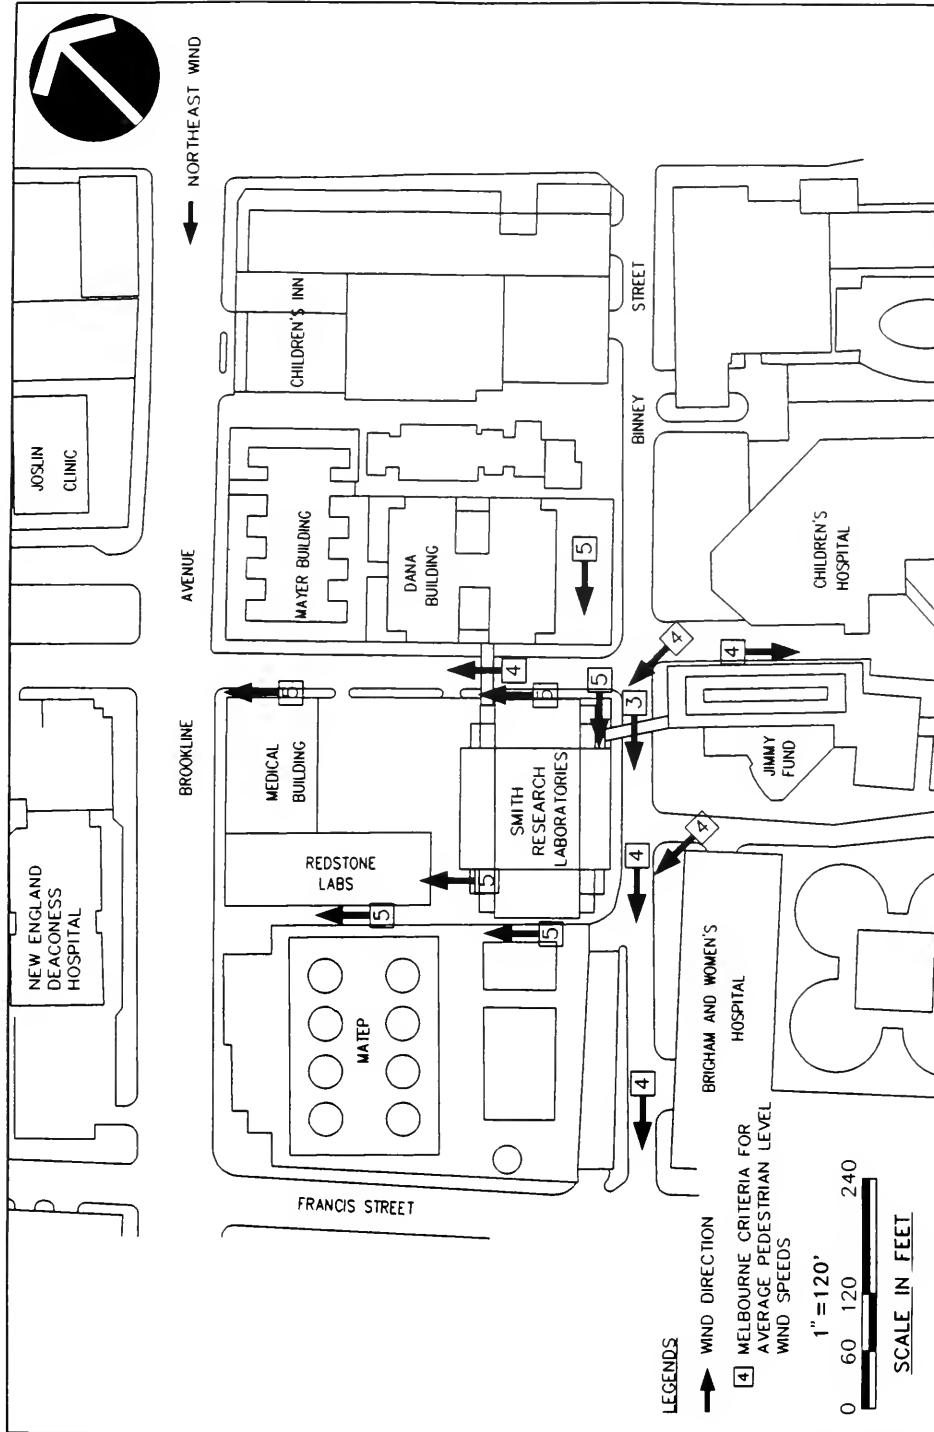 NORTHEAST WIND
JOSLIN
CLINIC
CHILDREN'S INN
STREET
BINNEY
AVENUE
MAYER BUILDING
DANA
BUILDING
5
CHILDREN'S
HOSPITAL
4
4
4
5
5
5
3
BROOKLINE
MEDICAL
BUILDING
SMITH
RESEARCH
LABORATORIES
JIMMY
FUND
REDSTONE
LABS
5
5
5
4
4
NEW ENGLAND
DEACONESS
HOSPITAL
MATEP
BRIGHAM AND WOMEN'S
HOSPITAL
4
FRANCIS STREET
LEGENDS
WIND DIRECTION
4 MELBOURNE CRITERIA FOR
AVERAGE PEDESTRIAN LEVEL
WIND SPEEDS
1"=120'
0 60 120 240
SCALE IN FEET